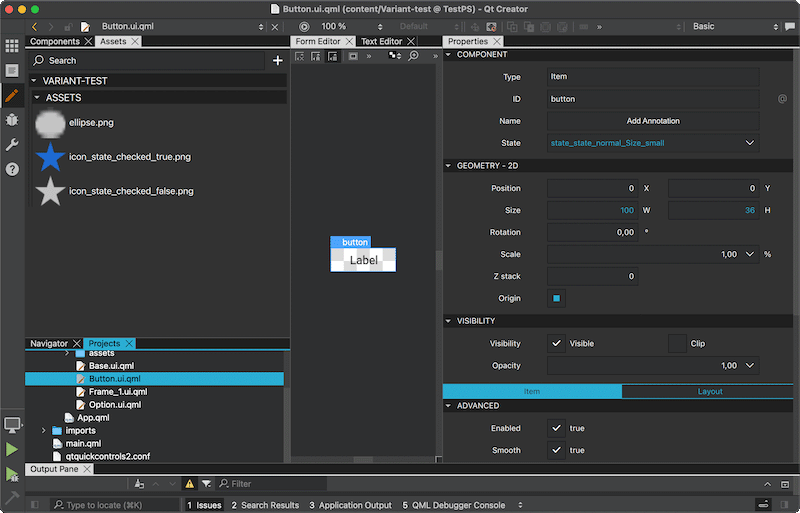 Button.ui.qml (content/Variant-test @ TestPS) - Qt Creator
Button.ui.qml
100 %
Default
»
Basic
Components
Assets
Form Editor
Text Editor
Properties
Search
VARIANT-TEST
ASSETS
ellipse.png
icon_state_checked_true.png
icon_state_checked_false.png
»
»
button
Label
COMPONENT
Type Item
ID button @
Name Add Annotation
State state_state_normal_Size_small
GEOMETRY - 2D
Position 0 X 0 Y
Size 100 W 36 H
Rotation 0,00 °
Scale 1,00 %
Z stack 0
Origin
VISIBILITY
Visibility Visible Clip
Opacity 1,00
Item Layout
ADVANCED
Enabled true
Smooth true
Navigator
Projects
assets
Base.ui.qml
Button.ui.qml
Frame_1.ui.qml
Option.ui.qml
App.qml
imports
main.qml
qtquickcontrols2.conf
Output Pane
Filter
Type to locate (⌘K)
1 Issues
2 Search Results
3 Application Output
5 QML Debugger Console